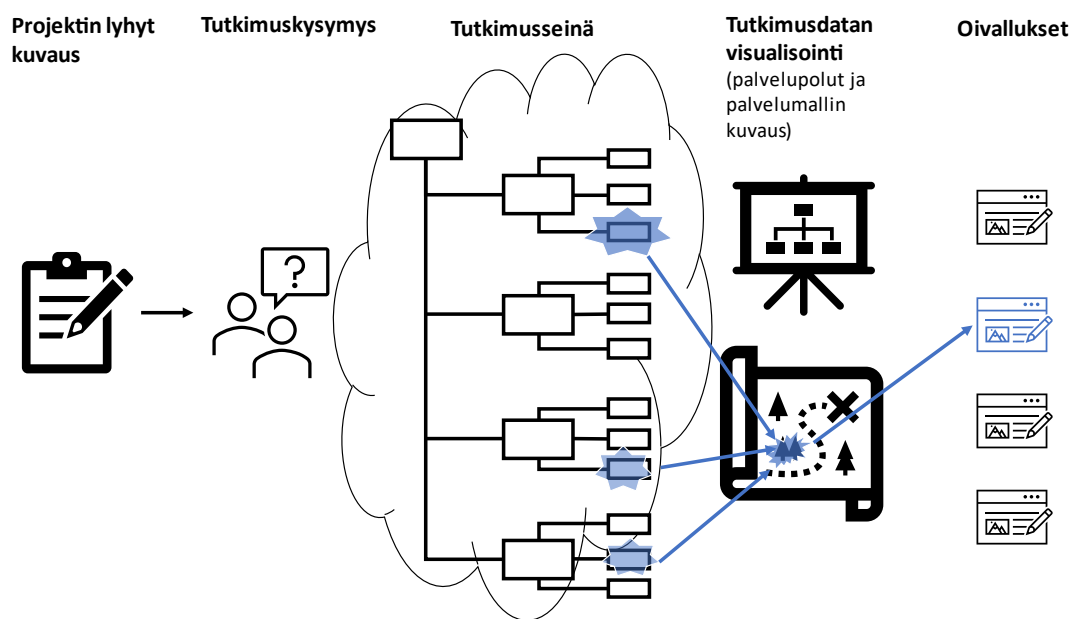 Projektin lyhyt
kuvaus
Tutkimuskysymys
Tutkimusseinä
Tutkimusdatan
visualisointi
(palvelupolut ja
palvelumallin
kuvaus)
Oivallukset
?